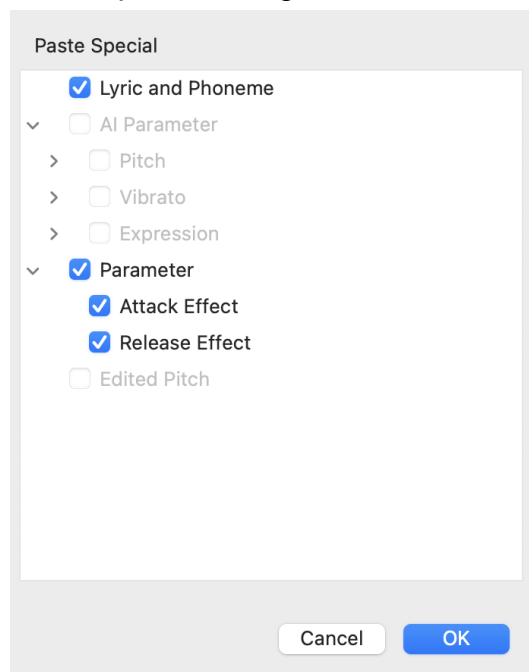 Paste Special
Lyric and Phoneme
AI Parameter
Pitch
Vibrato
Expression
Parameter
Attack Effect
Release Effect
Edited Pitch
Cancel OK